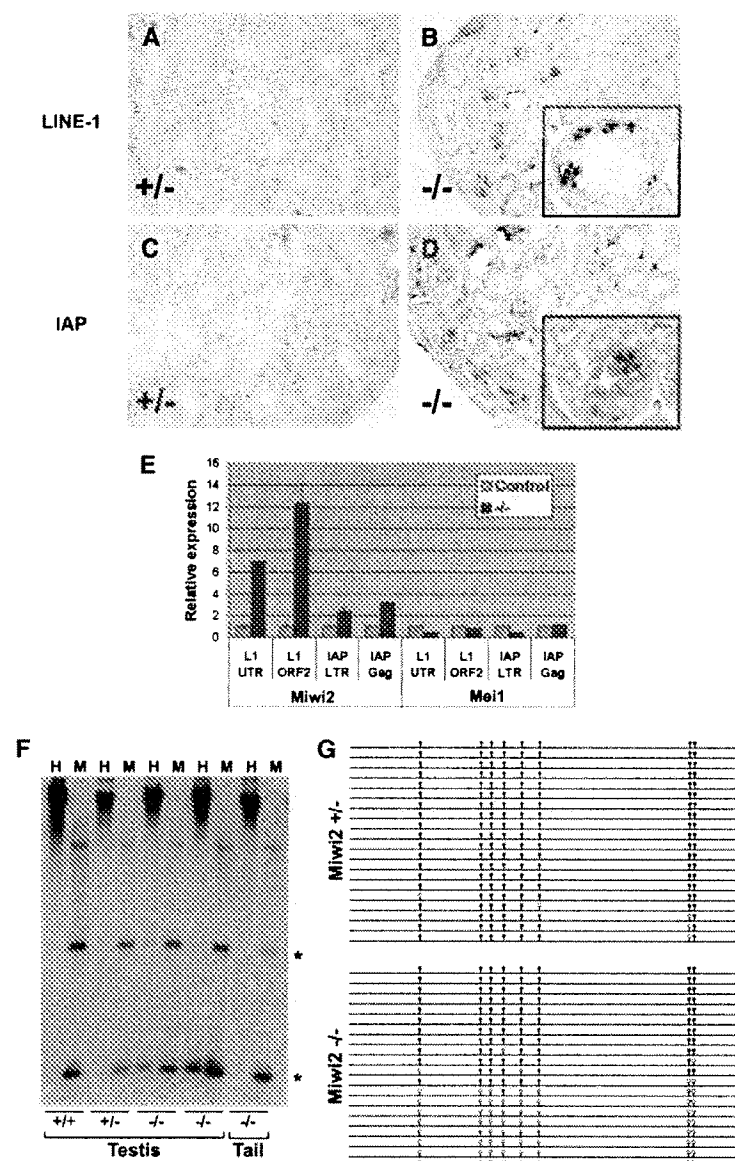 A
B
LINE-1
+/-
-/-
C
D
IAP
+/-
-/-
E
Relative expression
16
14
12
10
8
6
4
2
0
Control
-/-
L1 UTR
L1 ORF2
IAP LTR
IAP Gag
L1 UTR
L1 ORF2
IAP LTR
IAP Gag
Miwi2
Mei1
F
H M H M H M H M H M
*
*
+/+ +/- -/- -/- -/-
Testis Tail
G
Miwi2 +/-
Miwi2 -/-